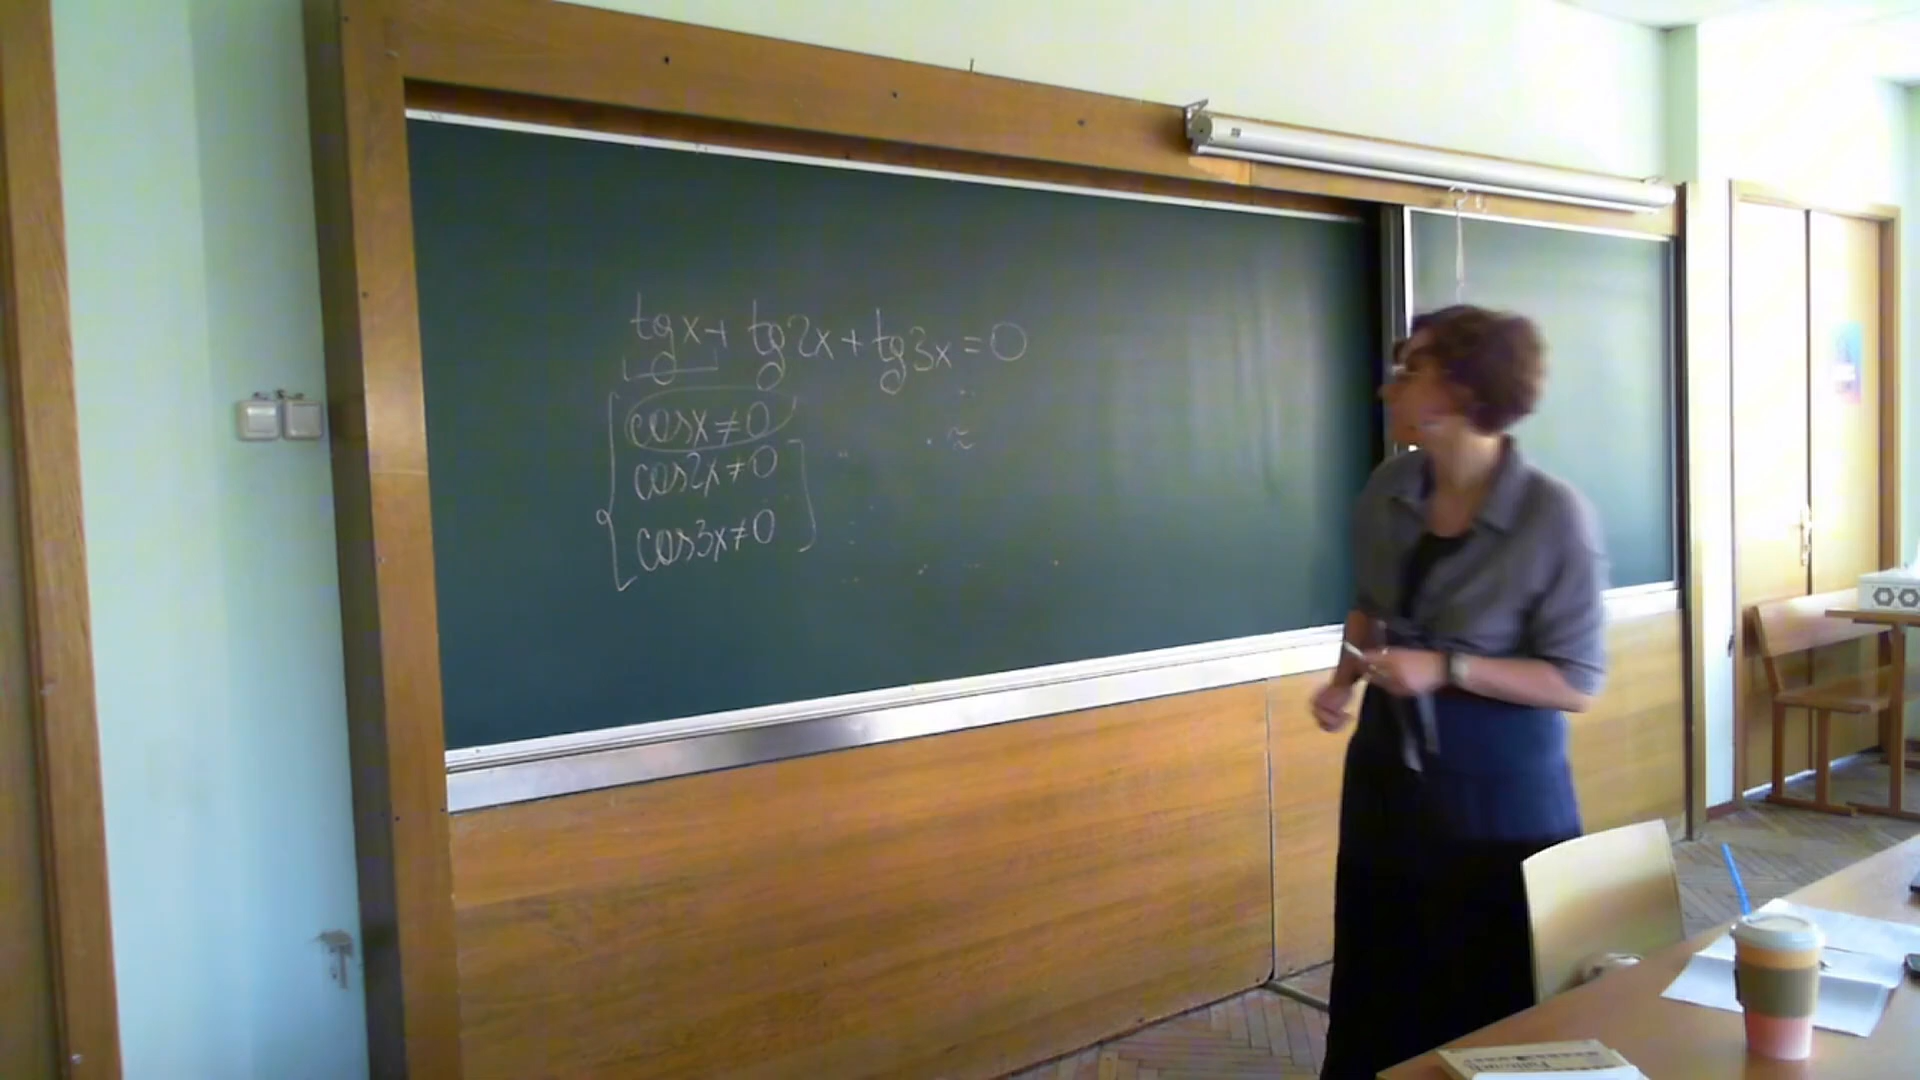 tg x + tg 2x + tg 3x = 0
cos x ≠ 0
cos 2x ≠ 0
cos 3x ≠ 0